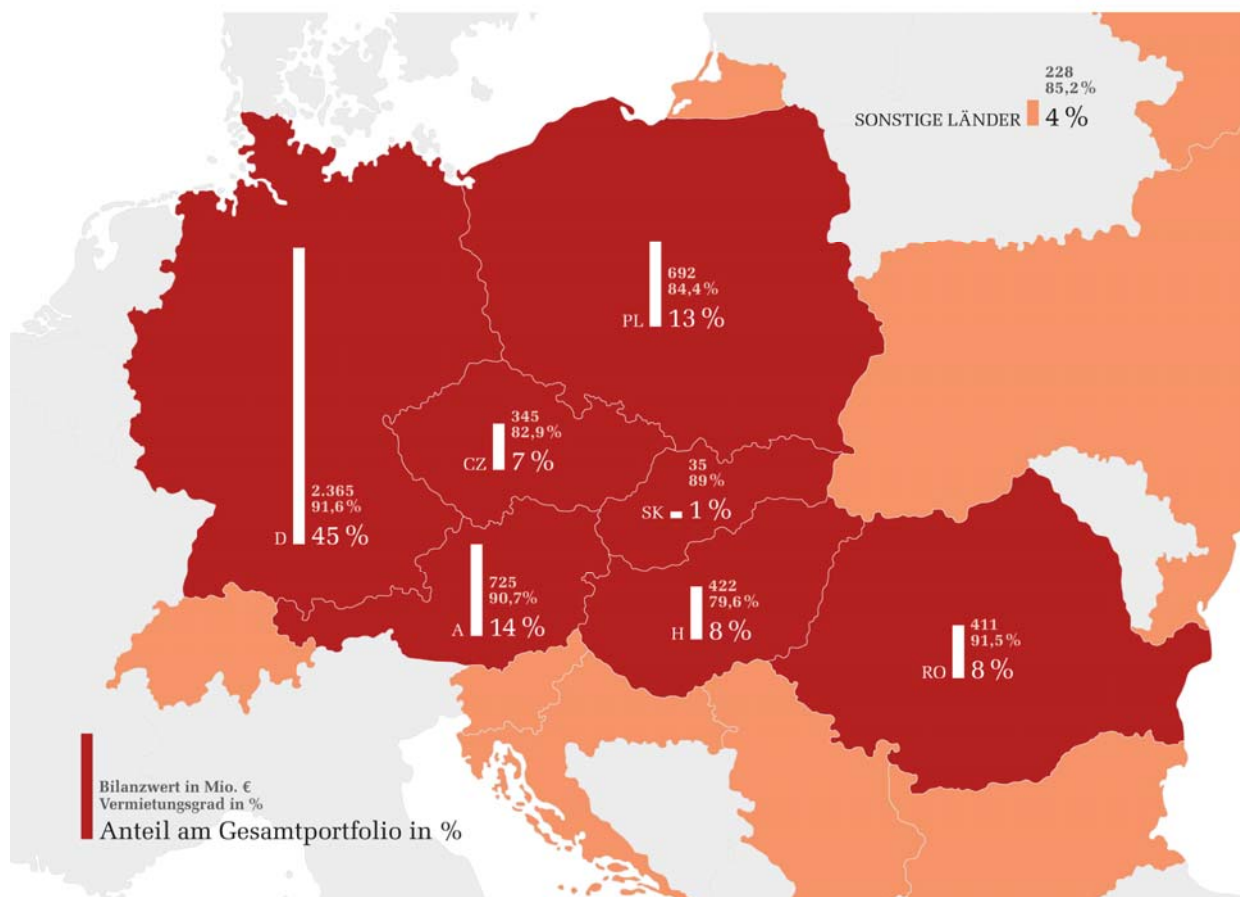 228
85,2 %
SONSTIGE LÄNDER 4 %
692
84,4 %
PL 13 %
345
82,9 %
CZ 7 %
35
89 %
SK 1 %
2.365
91,6 %
D 45 %
725
90,7 %
A 14 %
422
79,6 %
H 8 %
411
91,5 %
RO 8 %
Bilanzwert in Mio. €
Vermietungsgrad in %
Anteil am Gesamtportfolio in %